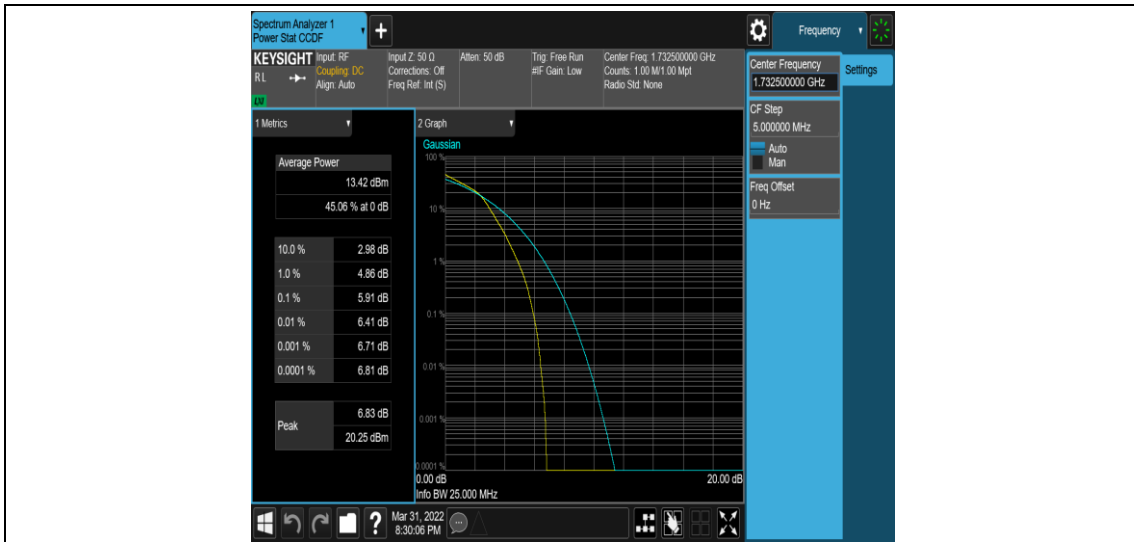 Spectrum Analyzer 1
Power Stat CCDF
+
Frequency
KEYSIGHT
RL
LXI
Input: RF
Coupling: DC
Align: Auto
Input Z: 50 Ω
Corrections: Off
Freq Ref: Int (S)
Atten: 50 dB
Trig: Free Run
#IF Gain: Low
Center Freq: 1.732500000 GHz
Counts: 1.00 M/1.00 Mpt
Radio Std: None
Center Frequency
1.732500000 GHz
Settings
CF Step
5.000000 MHz
Auto
Man
Freq Offset
0 Hz
1 Metrics
Average Power
13.42 dBm
45.06 % at 0 dB
10.0 % 2.98 dB
1.0 % 4.86 dB
0.1 % 5.91 dB
0.01 % 6.41 dB
0.001 % 6.71 dB
0.0001 % 6.81 dB
Peak 6.83 dB
20.25 dBm
2 Graph
Gaussian
100 %
10 %
1 %
0.1 %
0.01 %
0.001 %
0.0001 %
0.00 dB 20.00 dB
Info BW 25.000 MHz
?
Mar 31, 2022
8:30:06 PM